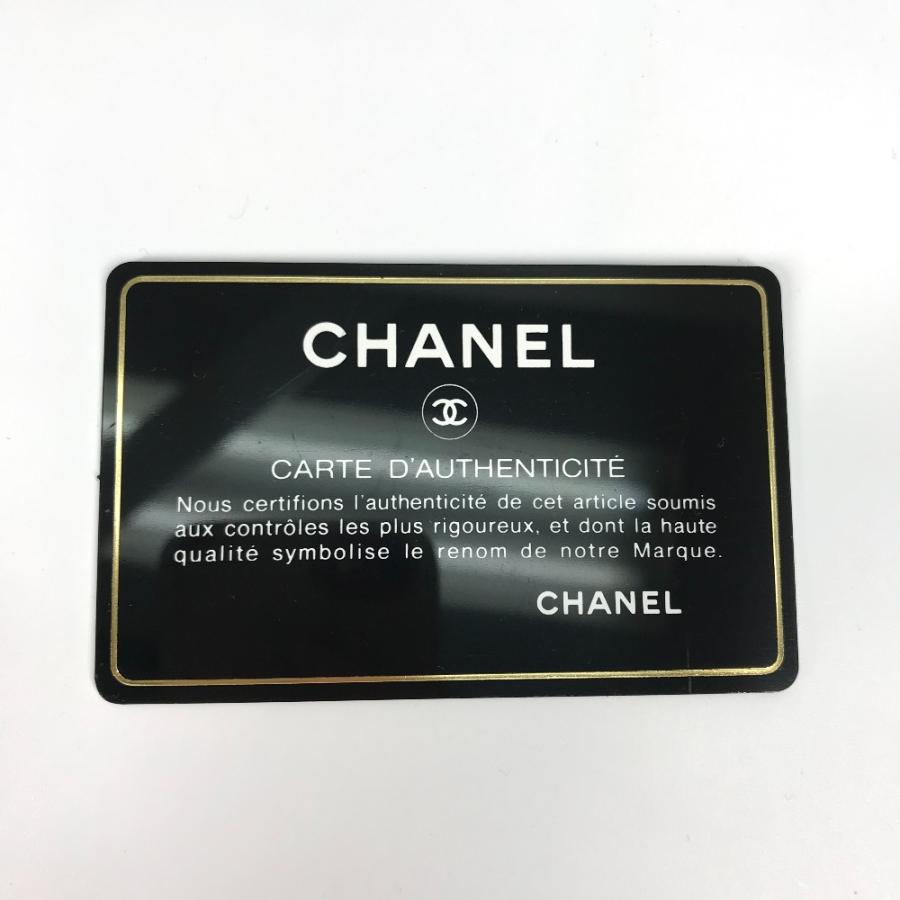 CHANEL
CARTE D'AUTHENTICITÉ
Nous certifions l'authenticité de cet article soumis
aux contrôles les plus rigoureux, et dont la haute
qualité symbolise le renom de notre Marque.
CHANEL